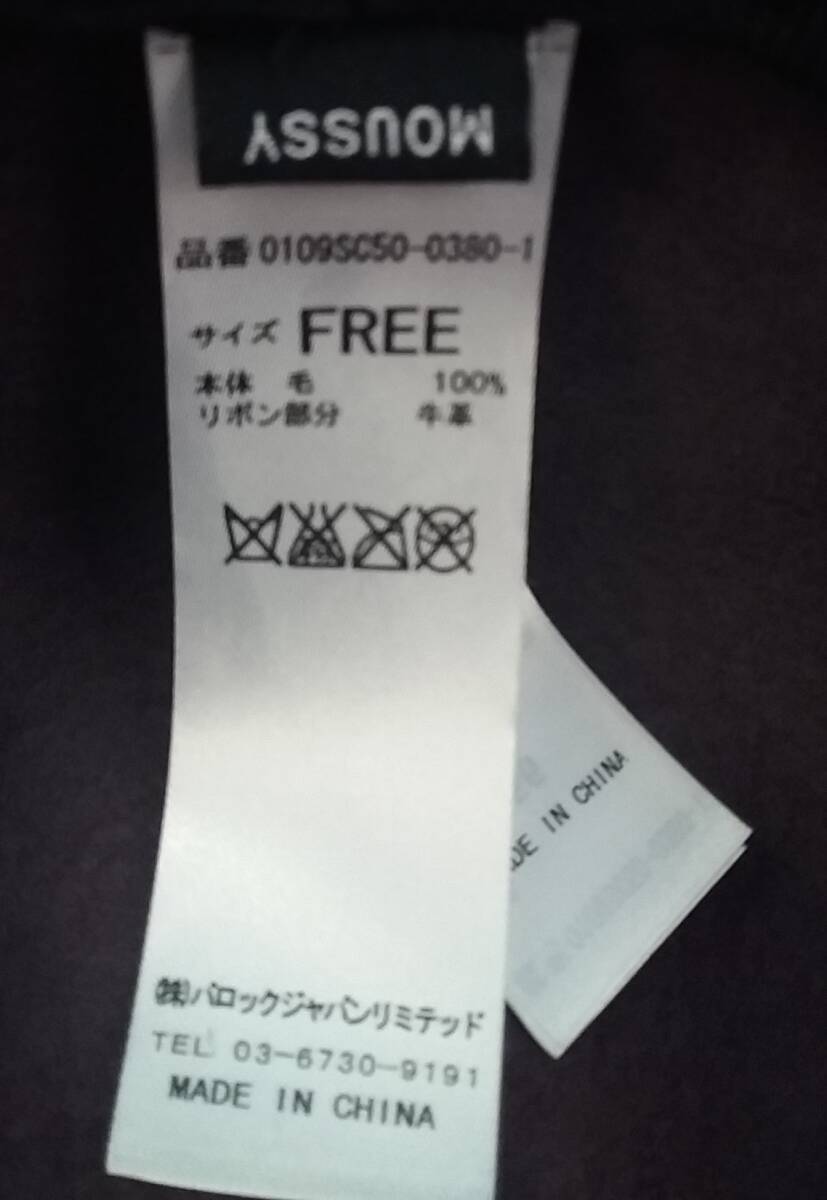 MOUSSY
品番 0109SC50-0380-1
サイズ FREE
本体 毛 100%
リボン部分 牛革
㈱バロックジャパンリミテッド
TEL 03-6730-9191
MADE IN CHINA
IN CHINA